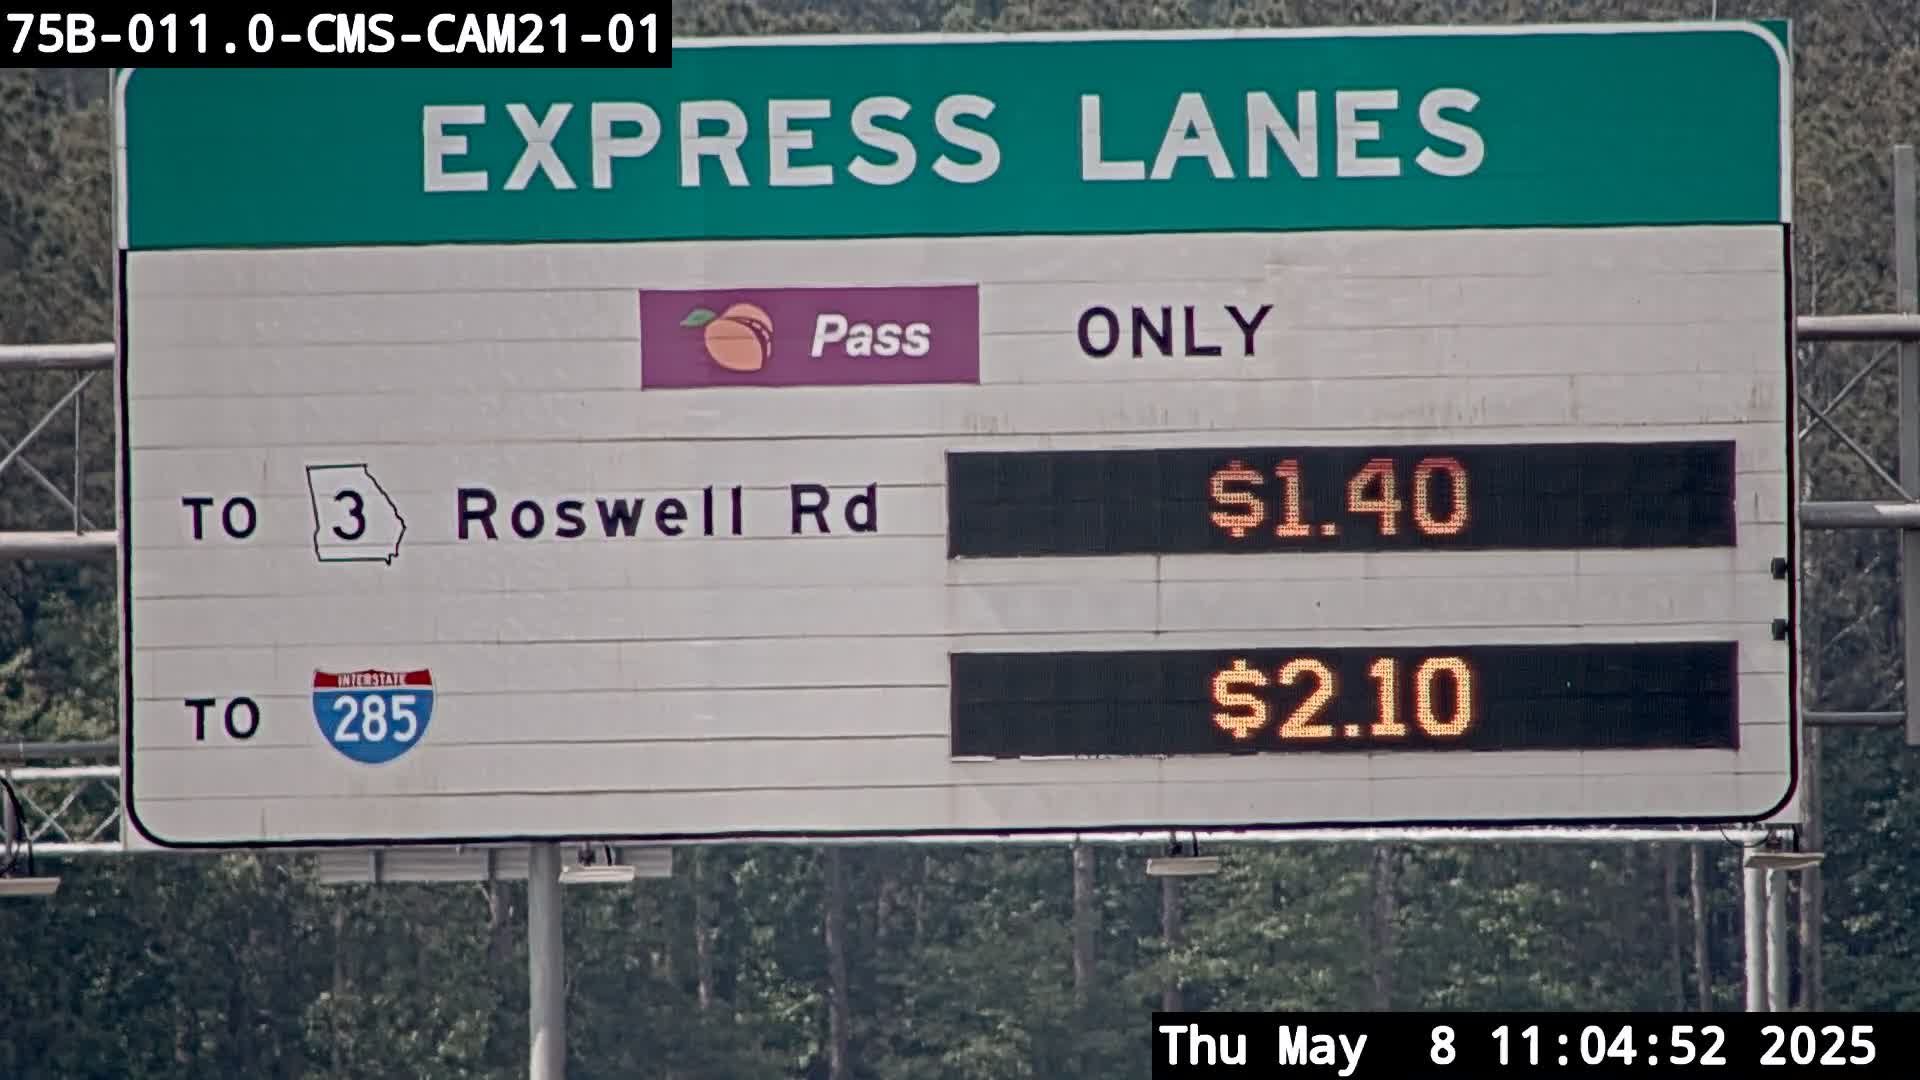 75B-011.0-CMS-CAM21-01
EXPRESS LANES
Pass ONLY
TO 3 Roswell Rd $1.40
TO INTERSTATE 285 $2.10
Thu May 8 11:04:52 2025